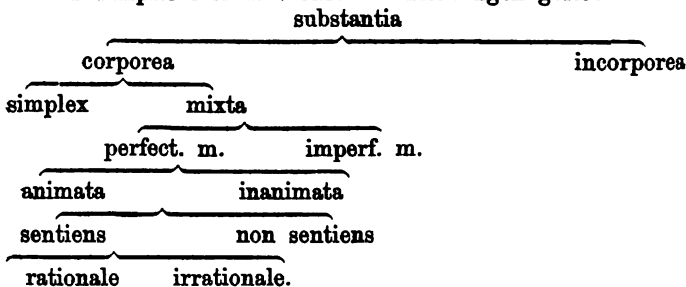 substantia
corporea incorporea
simplex mixta
perfect. m. imperf. m.
animata inanimata
sentiens non sentiens
rationale irrationale.